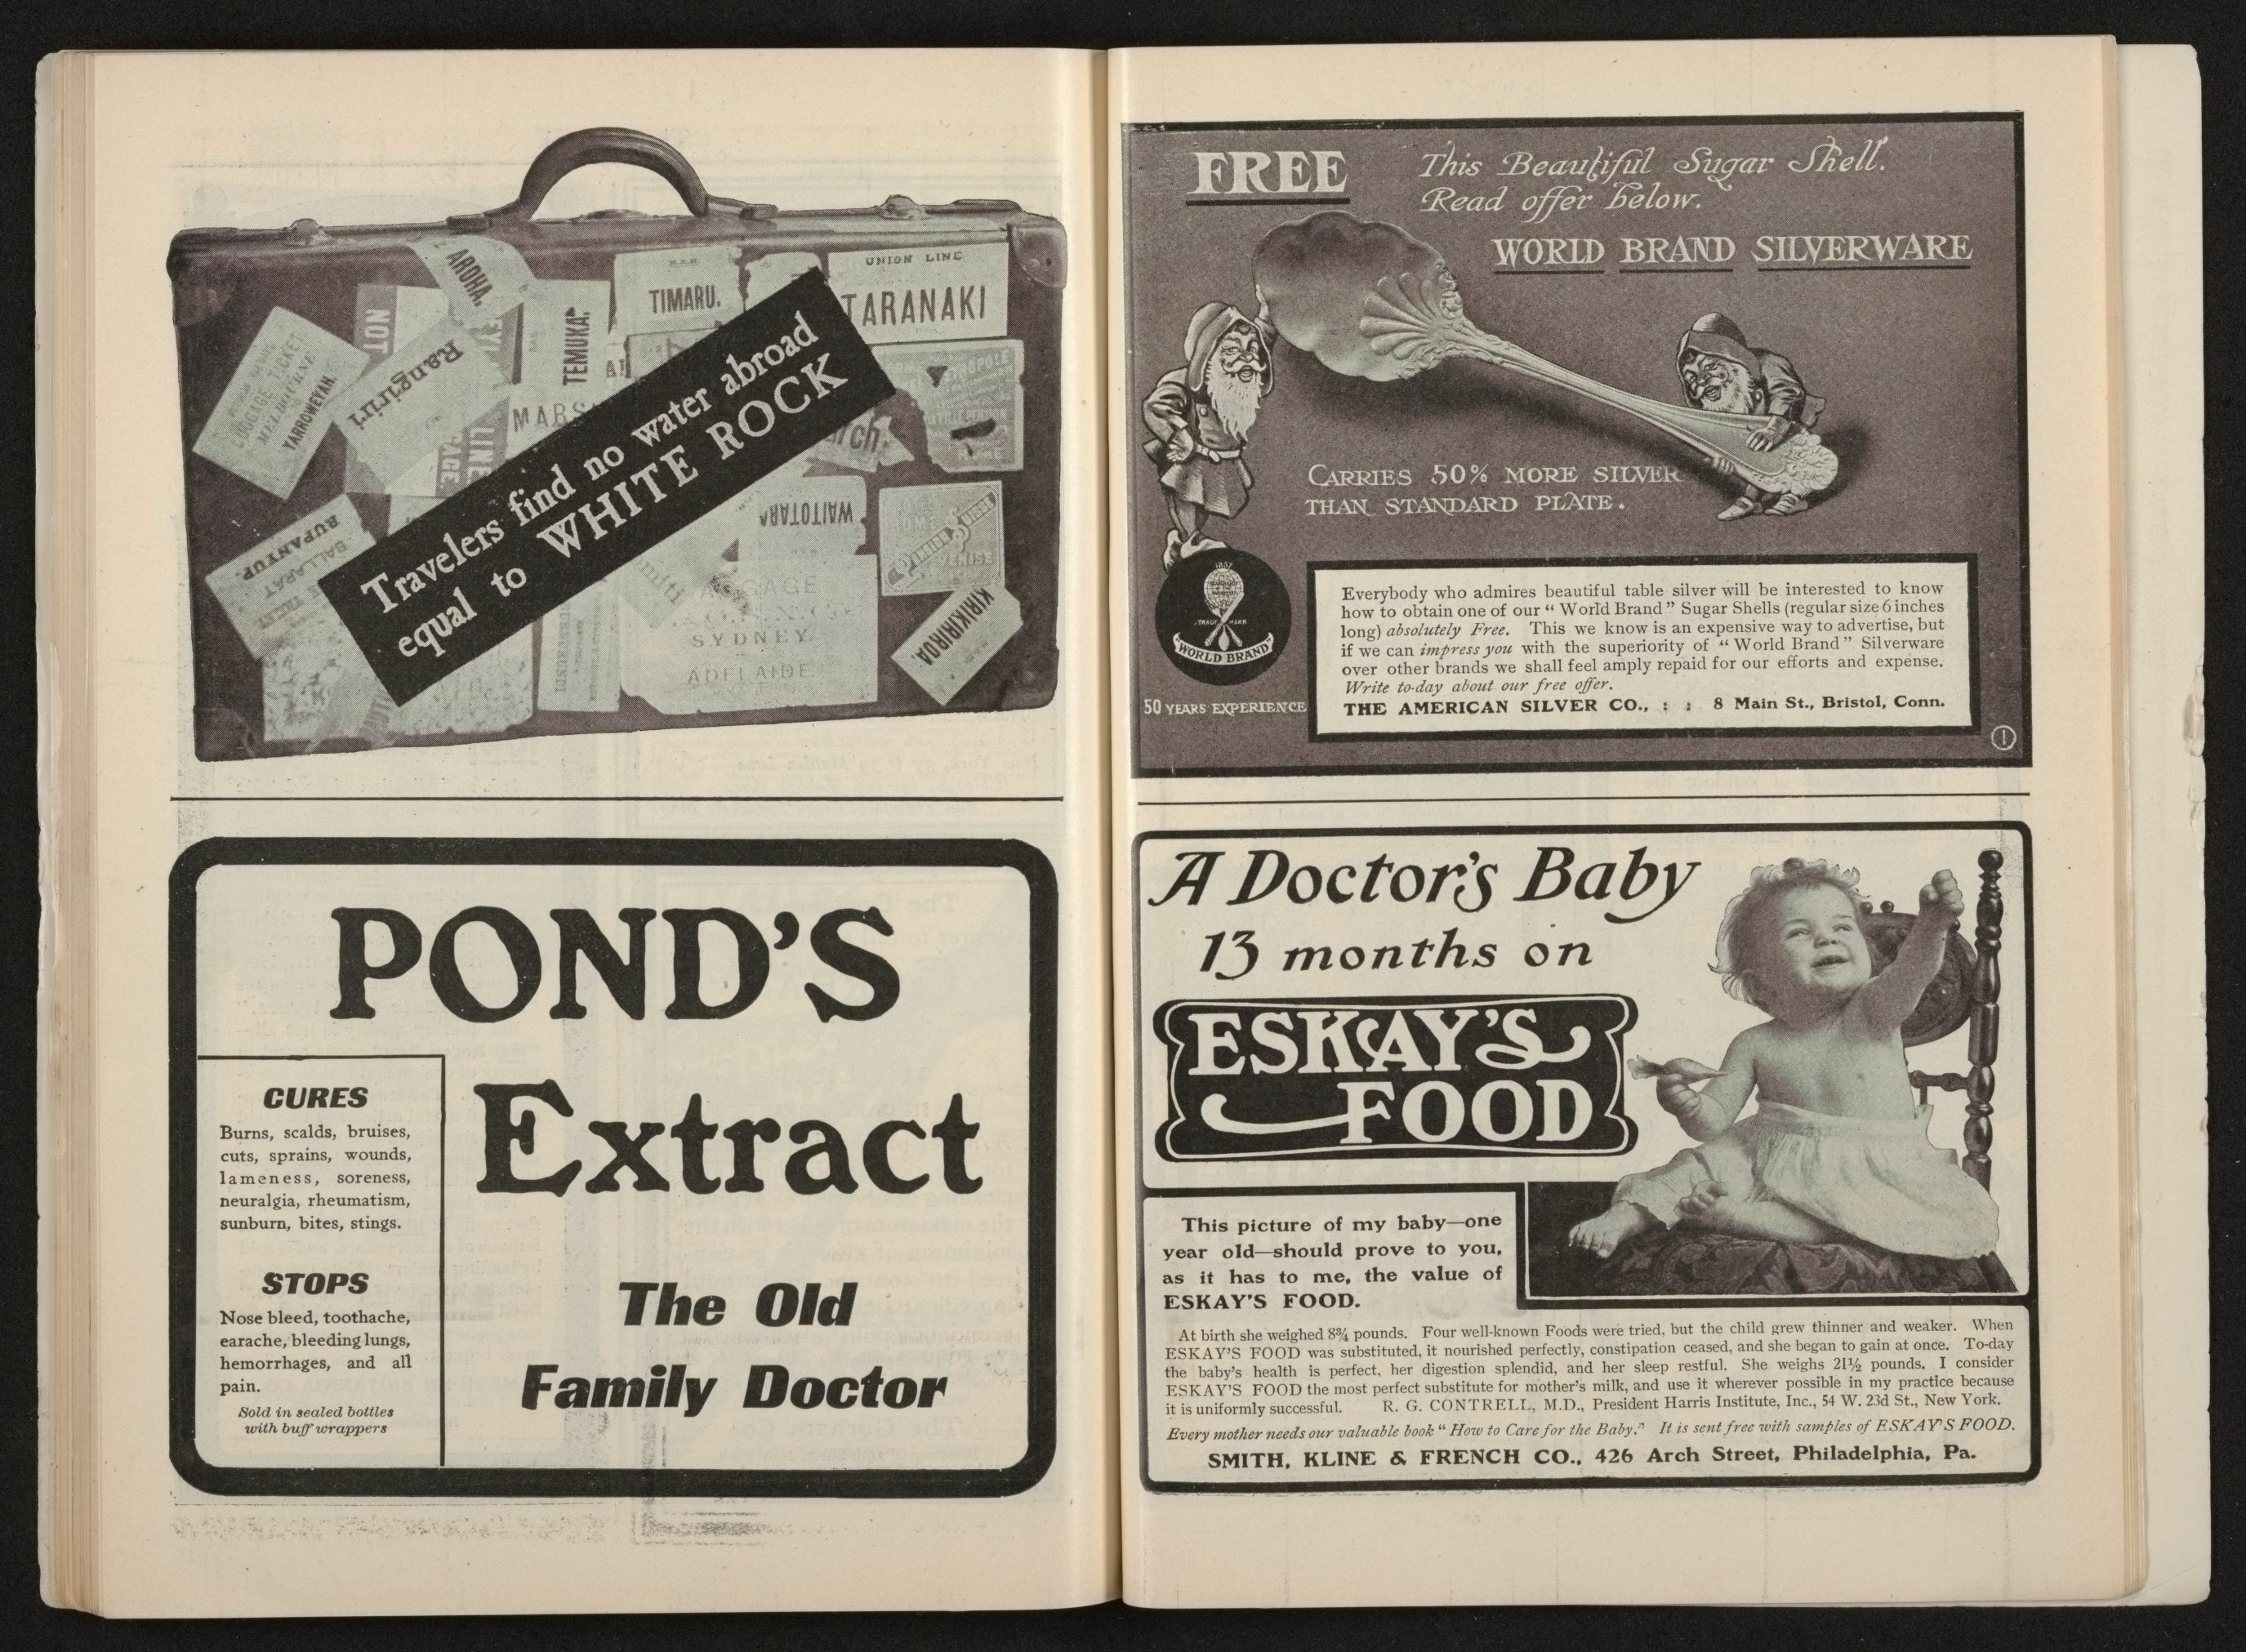 TE AROHA.
N.Z.R.
TIMARU.
UNION LINE
TARANAKI
NOT
TEMUKA.
LUGGAGE TICKET
MELBOURNE
YARROWEYAH.
Rangiriri
MARS
LINE
Travelers find no water abroad
equal to WHITE ROCK
RUPANYUP.
BALLARAT
WAITOTARA
PENSION SUISSE
VENISE
SYDNEY
ADELAIDE
KIRIKIRIROA.
POND'S
Extract
CURES
Burns, scalds, bruises,
cuts, sprains, wounds,
lameness, soreness,
neuralgia, rheumatism,
sunburn, bites, stings.
STOPS
Nose bleed, toothache,
earache, bleeding lungs,
hemorrhages, and all
pain.
Sold in sealed bottles
with buff wrappers
The Old
Family Doctor
FREE
This Beautiful Sugar Shell.
Read offer below.
WORLD BRAND SILVERWARE
CARRIES 50% MORE SILVER
THAN STANDARD PLATE.
1857
TRADE MARK
WORLD BRAND
50 YEARS EXPERIENCE
Everybody who admires beautiful table silver will be interested to know
how to obtain one of our "World Brand" Sugar Shells (regular size 6 inches
long) absolutely Free. This we know is an expensive way to advertise, but
if we can impress you with the superiority of "World Brand" Silverware
over other brands we shall feel amply repaid for our efforts and expense.
Write to-day about our free offer.
THE AMERICAN SILVER CO., : : 8 Main St., Bristol, Conn.
A Doctor's Baby
13 months on
ESKAY'S
FOOD
This picture of my baby—one
year old—should prove to you,
as it has to me, the value of
ESKAY'S FOOD.
At birth she weighed 8¾ pounds. Four well-known Foods were tried, but the child grew thinner and weaker. When
ESKAY'S FOOD was substituted, it nourished perfectly, constipation ceased, and she began to gain at once. To-day
the baby's health is perfect, her digestion splendid, and her sleep restful. She weighs 21½ pounds. I consider
ESKAY'S FOOD the most perfect substitute for mother's milk, and use it wherever possible in my practice because
it is uniformly successful. R. G. CONTRELL, M.D., President Harris Institute, Inc., 54 W. 23d St., New York.
Every mother needs our valuable book "How to Care for the Baby." It is sent free with samples of ESKAY'S FOOD.
SMITH, KLINE & FRENCH CO., 426 Arch Street, Philadelphia, Pa.